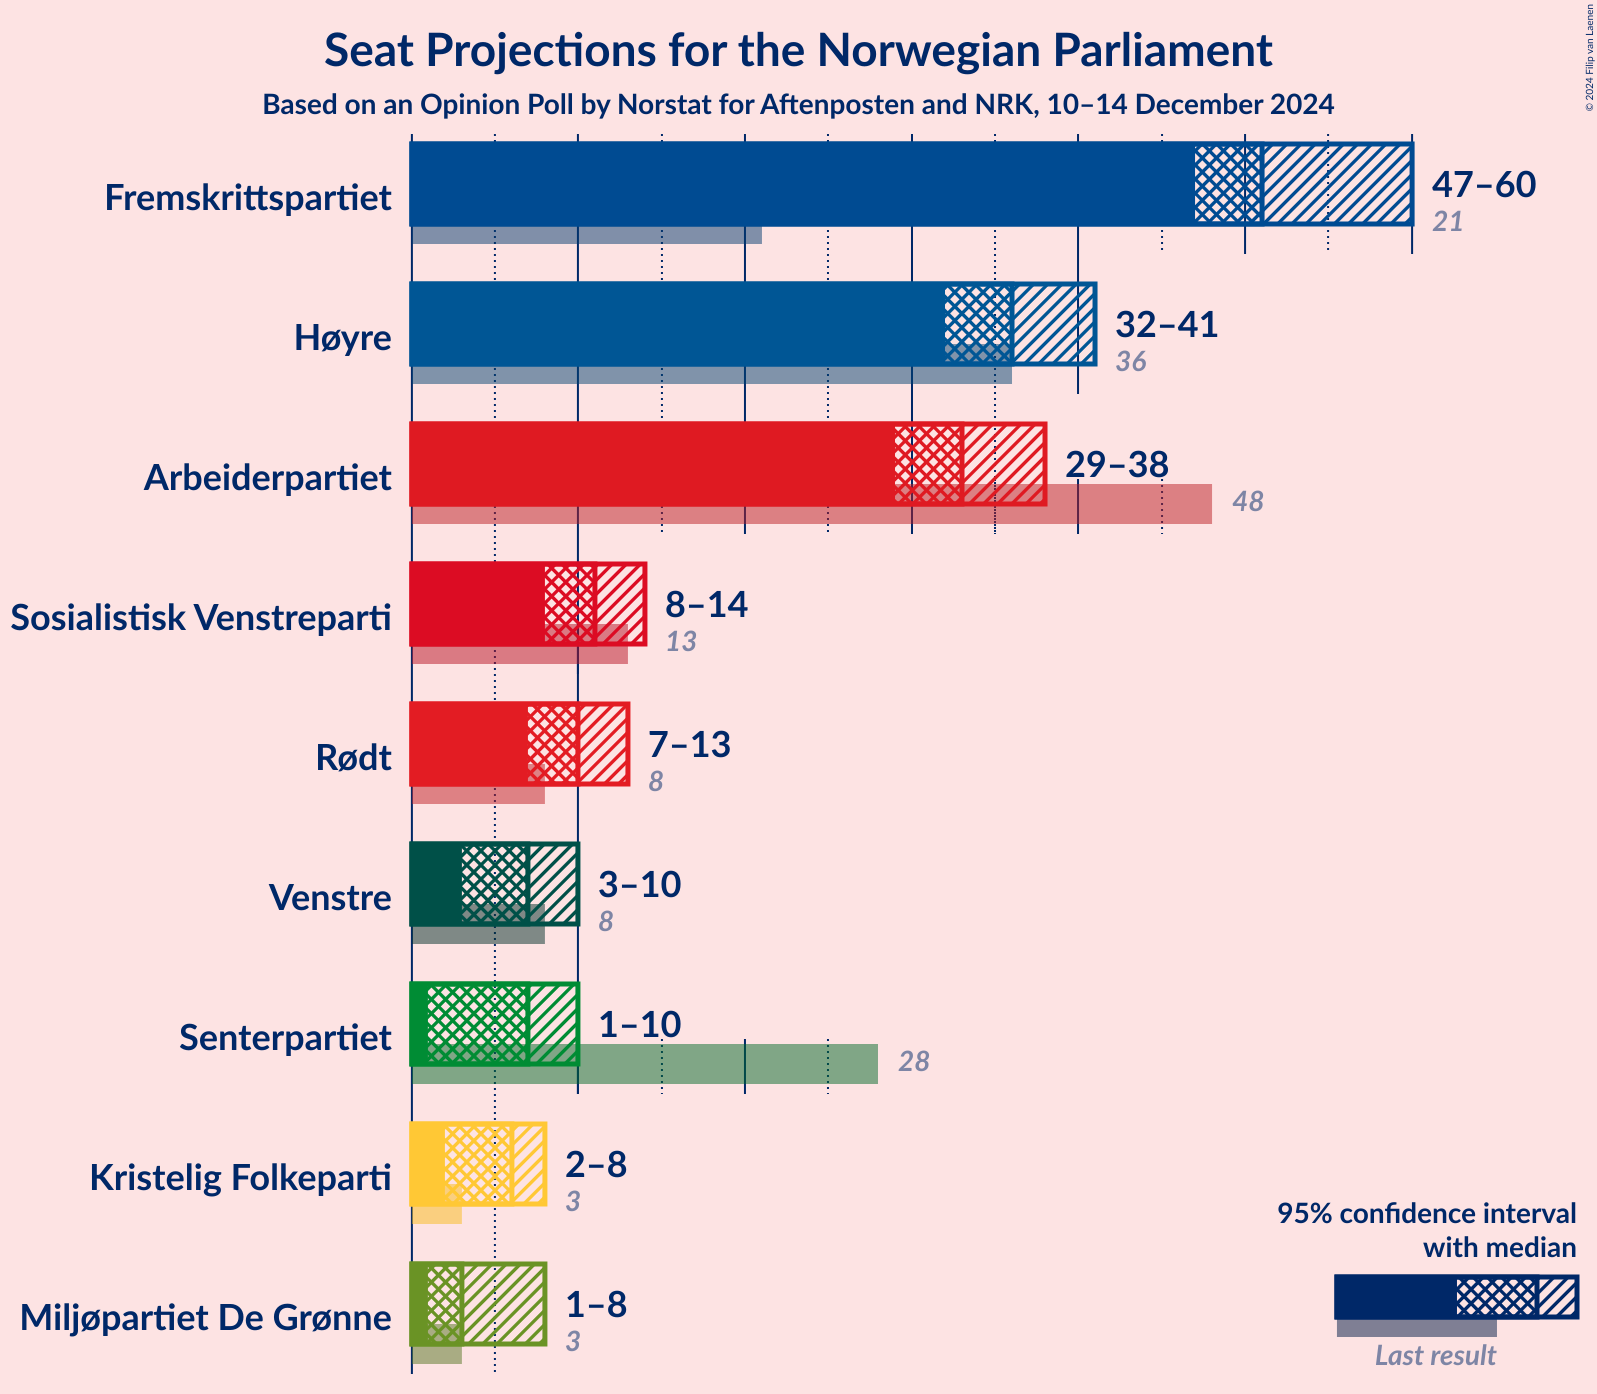 Seat Projections for the Norwegian Parliament
Based on an Opinion Poll by Norstat for Aftenposten and NRK, 10–14 December 2024
© 2024 Filip van Laenen
Fremskrittspartiet
47–60
21
Høyre
32–41
36
Arbeiderpartiet
29–38
48
Sosialistisk Venstreparti
8–14
13
Rødt
7–13
8
Venstre
3–10
8
Senterpartiet
1–10
28
Kristelig Folkeparti
2–8
3
Miljøpartiet De Grønne
1–8
3
95% confidence interval
with median
Last result